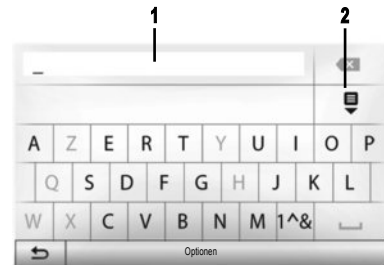 1 2
_
A Z E R T Y U I O P
Q S D F G H J K L
W X C V B N M 1^&
Optionen